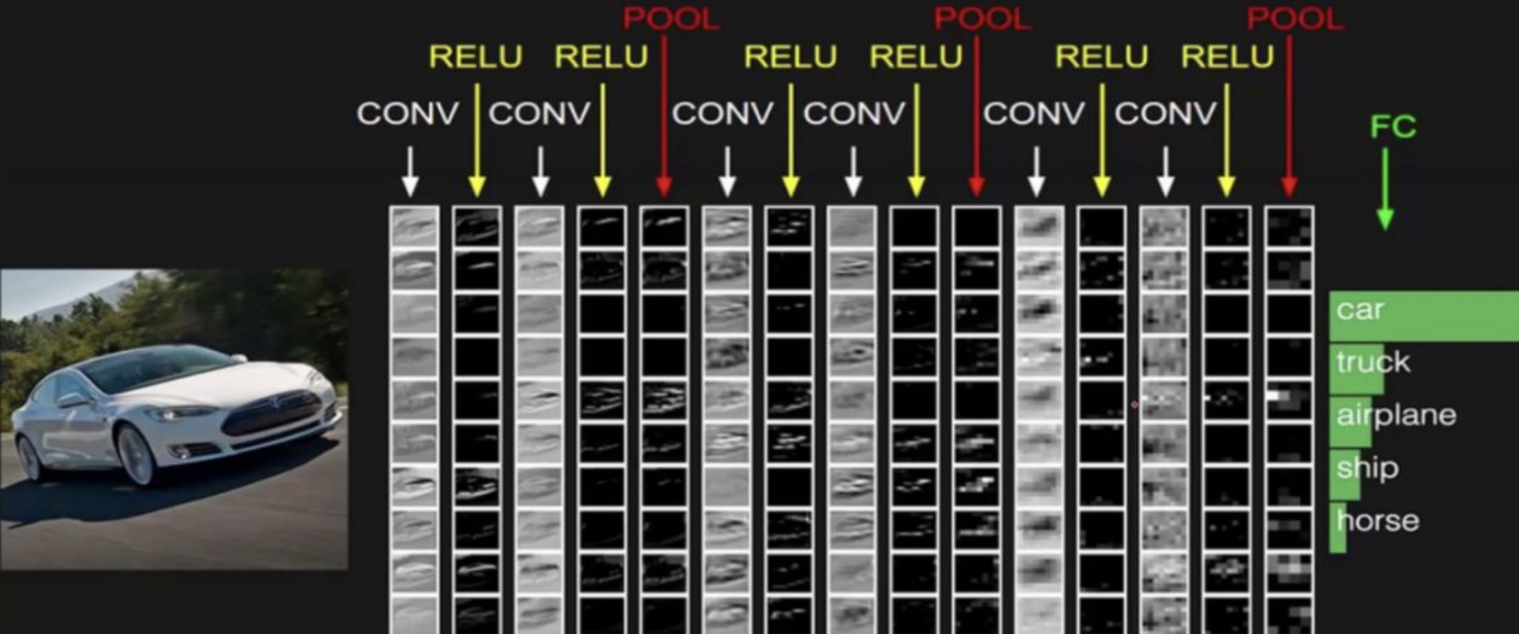 POOL POOL POOL
RELU RELU RELU RELU RELU RELU
CONV CONV CONV CONV CONV CONV
FC
car
truck
airplane
ship
horse